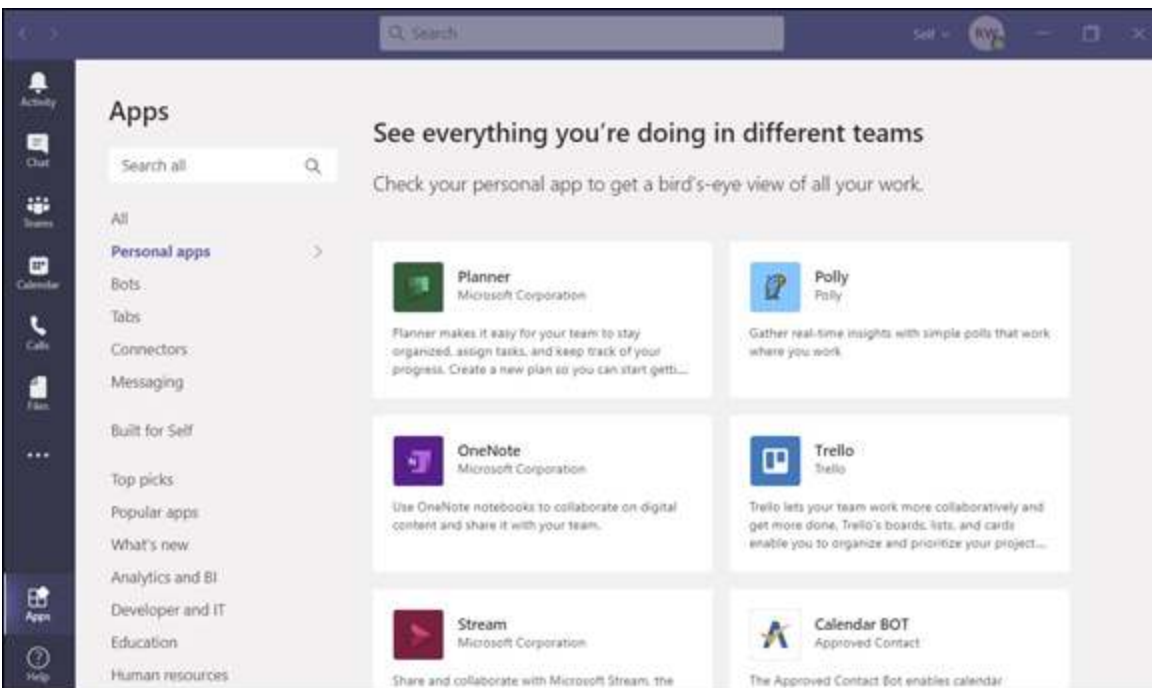 Search
Self
RW
Activity
Chat
Teams
Calendar
Calls
Files
Apps
Help
Apps
Search all
All
Personal apps
Bots
Tabs
Connectors
Messaging
Built for Self
Top picks
Popular apps
What's new
Analytics and BI
Developer and IT
Education
Human resources
See everything you're doing in different teams
Check your personal app to get a bird's-eye view of all your work.
Planner
Microsoft Corporation
Planner makes it easy for your team to stay
organized, assign tasks, and keep track of your
progress. Create a new plan so you can start getti...
Polly
Polly
Gather real-time insights with simple polls that work
where you work
OneNote
Microsoft Corporation
Use OneNote notebooks to collaborate on digital
content and share it with your team.
Trello
Trello
Trello lets your team work more collaboratively and
get more done. Trello's boards, lists, and cards
enable you to organize and prioritize your project...
Stream
Microsoft Corporation
Share and collaborate with Microsoft Stream, the
Calendar BOT
Approved Contact
The Approved Contact Bot enables calendar